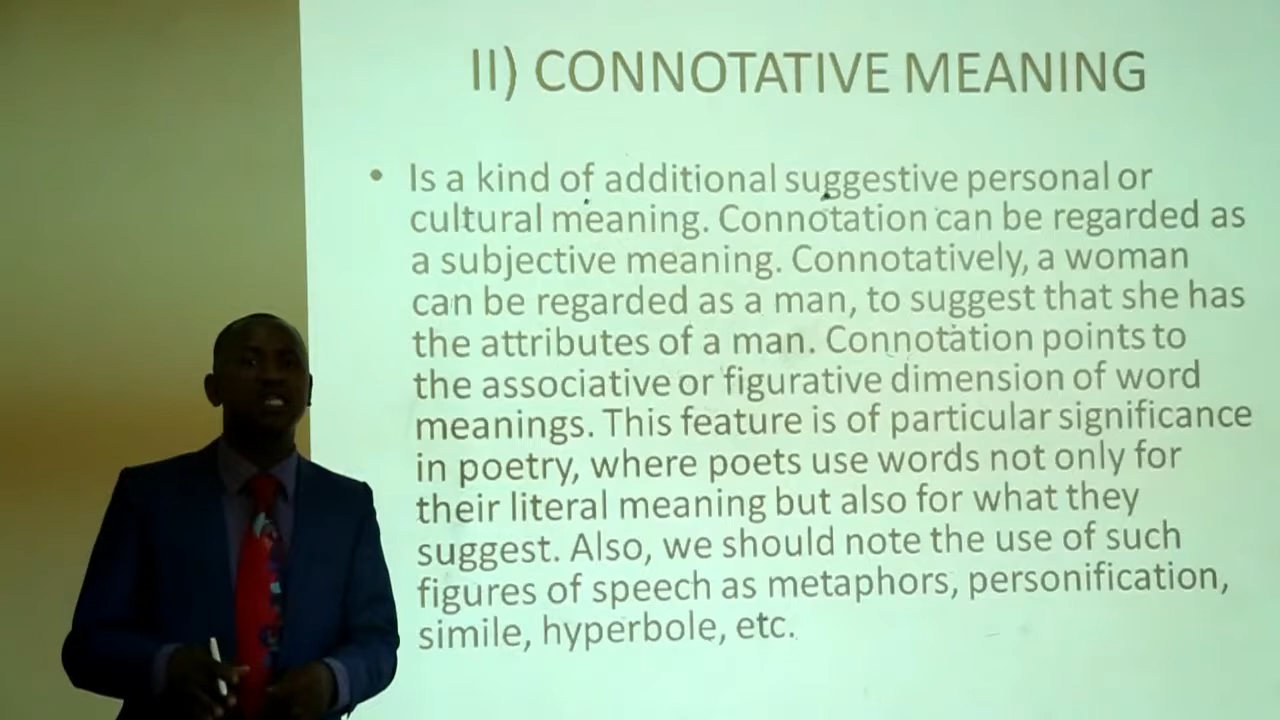 II) CONNOTATIVE MEANING
• Is a kind of additional suggestive personal or
cultural meaning. Connotation can be regarded as
a subjective meaning. Connotatively, a woman
can be regarded as a man, to suggest that she has
the attributes of a man. Connotation points to
the associative or figurative dimension of word
meanings. This feature is of particular significance
in poetry, where poets use words not only for
their literal meaning but also for what they
suggest. Also, we should note the use of such
figures of speech as metaphors, personification,
simile, hyperbole, etc.